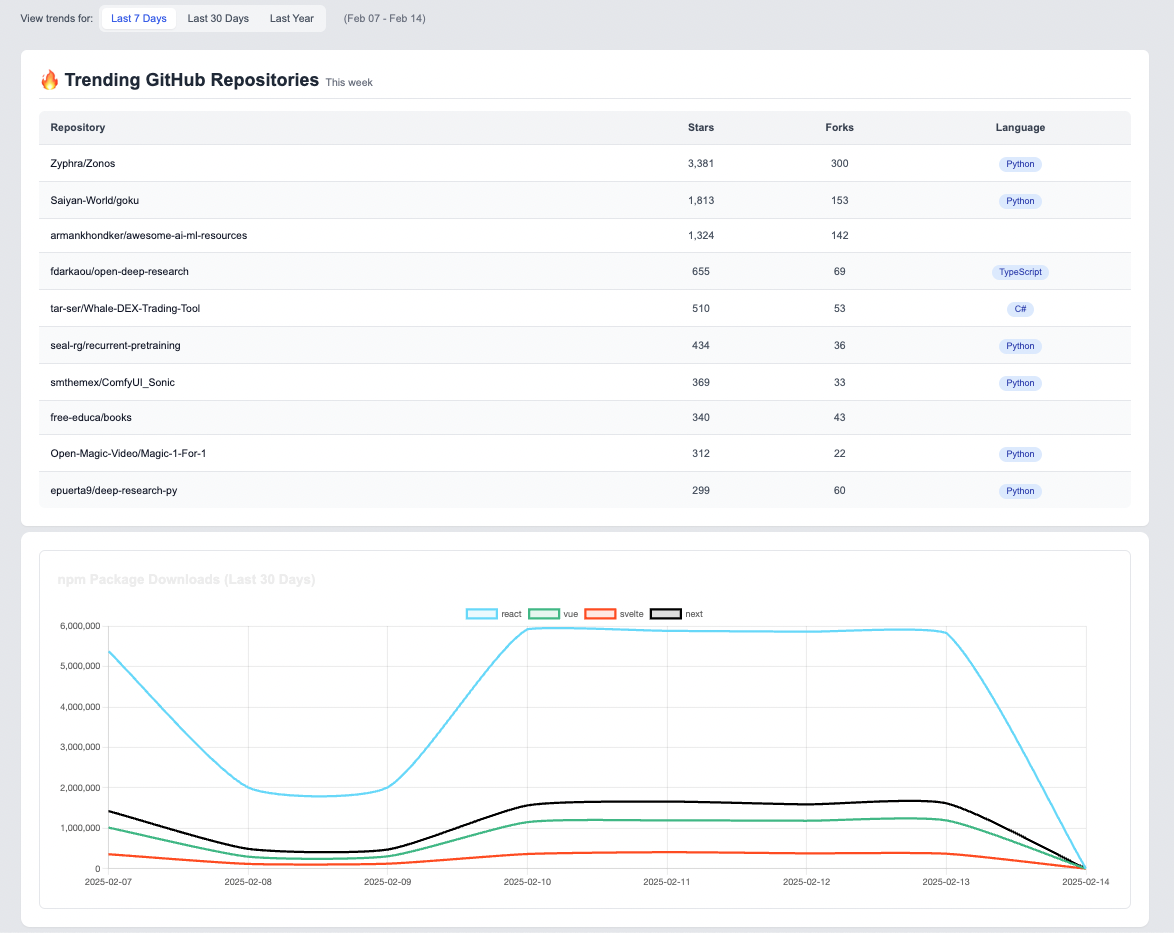 View trends for: Last 7 Days Last 30 Days Last Year (Feb 07 - Feb 14)
🔥 Trending GitHub Repositories This week
Repository Stars Forks Language
Zyphra/Zonos 3,381 300 Python
Saiyan-World/goku 1,813 153 Python
armankhondker/awesome-ai-ml-resources 1,324 142
fdarkaou/open-deep-research 655 69 TypeScript
tar-ser/Whale-DEX-Trading-Tool 510 53 C#
seal-rg/recurrent-pretraining 434 36 Python
smthemex/ComfyUI_Sonic 369 33 Python
free-educa/books 340 43
Open-Magic-Video/Magic-1-For-1 312 22 Python
epuerta9/deep-research-py 299 60 Python
npm Package Downloads (Last 30 Days)
react vue svelte next
6,000,000
5,000,000
4,000,000
3,000,000
2,000,000
1,000,000
0
2025-02-07 2025-02-08 2025-02-09 2025-02-10 2025-02-11 2025-02-12 2025-02-13 2025-02-14